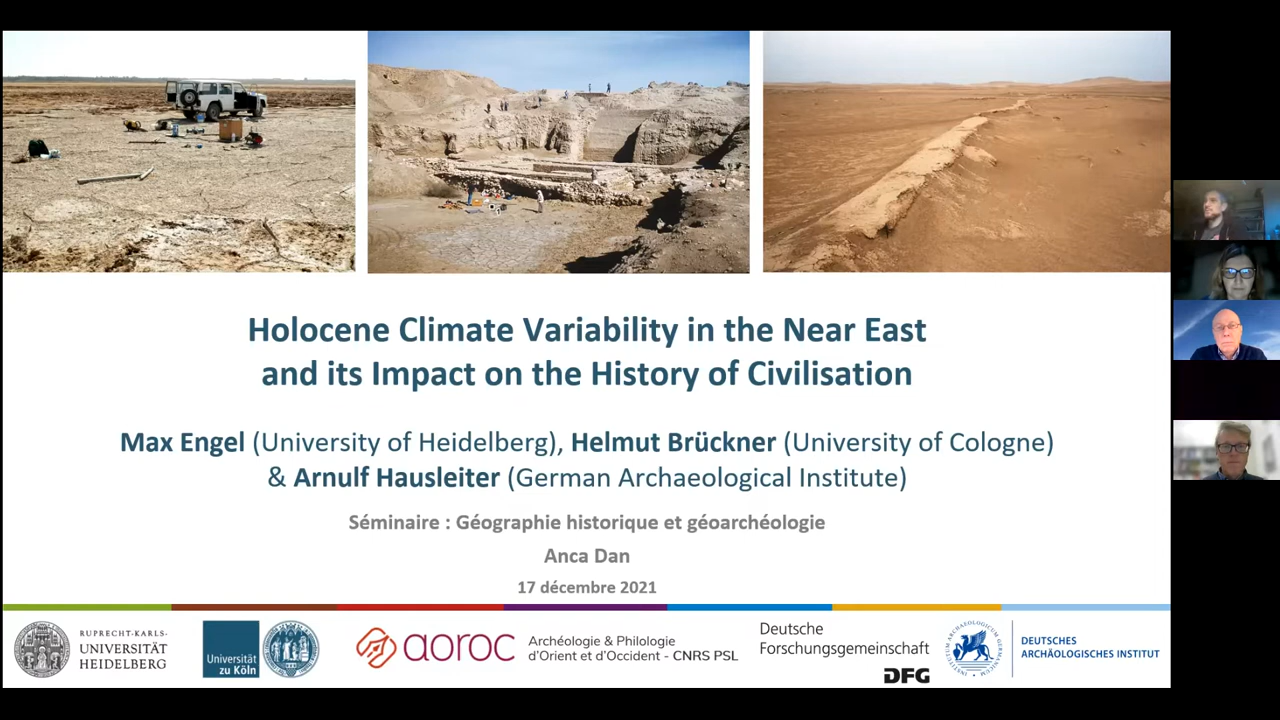 Holocene Climate Variability in the Near East
and its Impact on the History of Civilisation
Max Engel (University of Heidelberg), Helmut Brückner (University of Cologne)
& Arnulf Hausleiter (German Archaeological Institute)
Séminaire : Géographie historique et géoarchéologie
Anca Dan
17 décembre 2021
RUPRECHT-KARLS-
UNIVERSITÄT
HEIDELBERG
Universität
zu Köln
aoroc
Archéologie & Philologie
d'Orient et d'Occident - CNRS PSL
Deutsche
Forschungsgemeinschaft
DFG
DEUTSCHES
ARCHÄOLOGISCHES INSTITUT